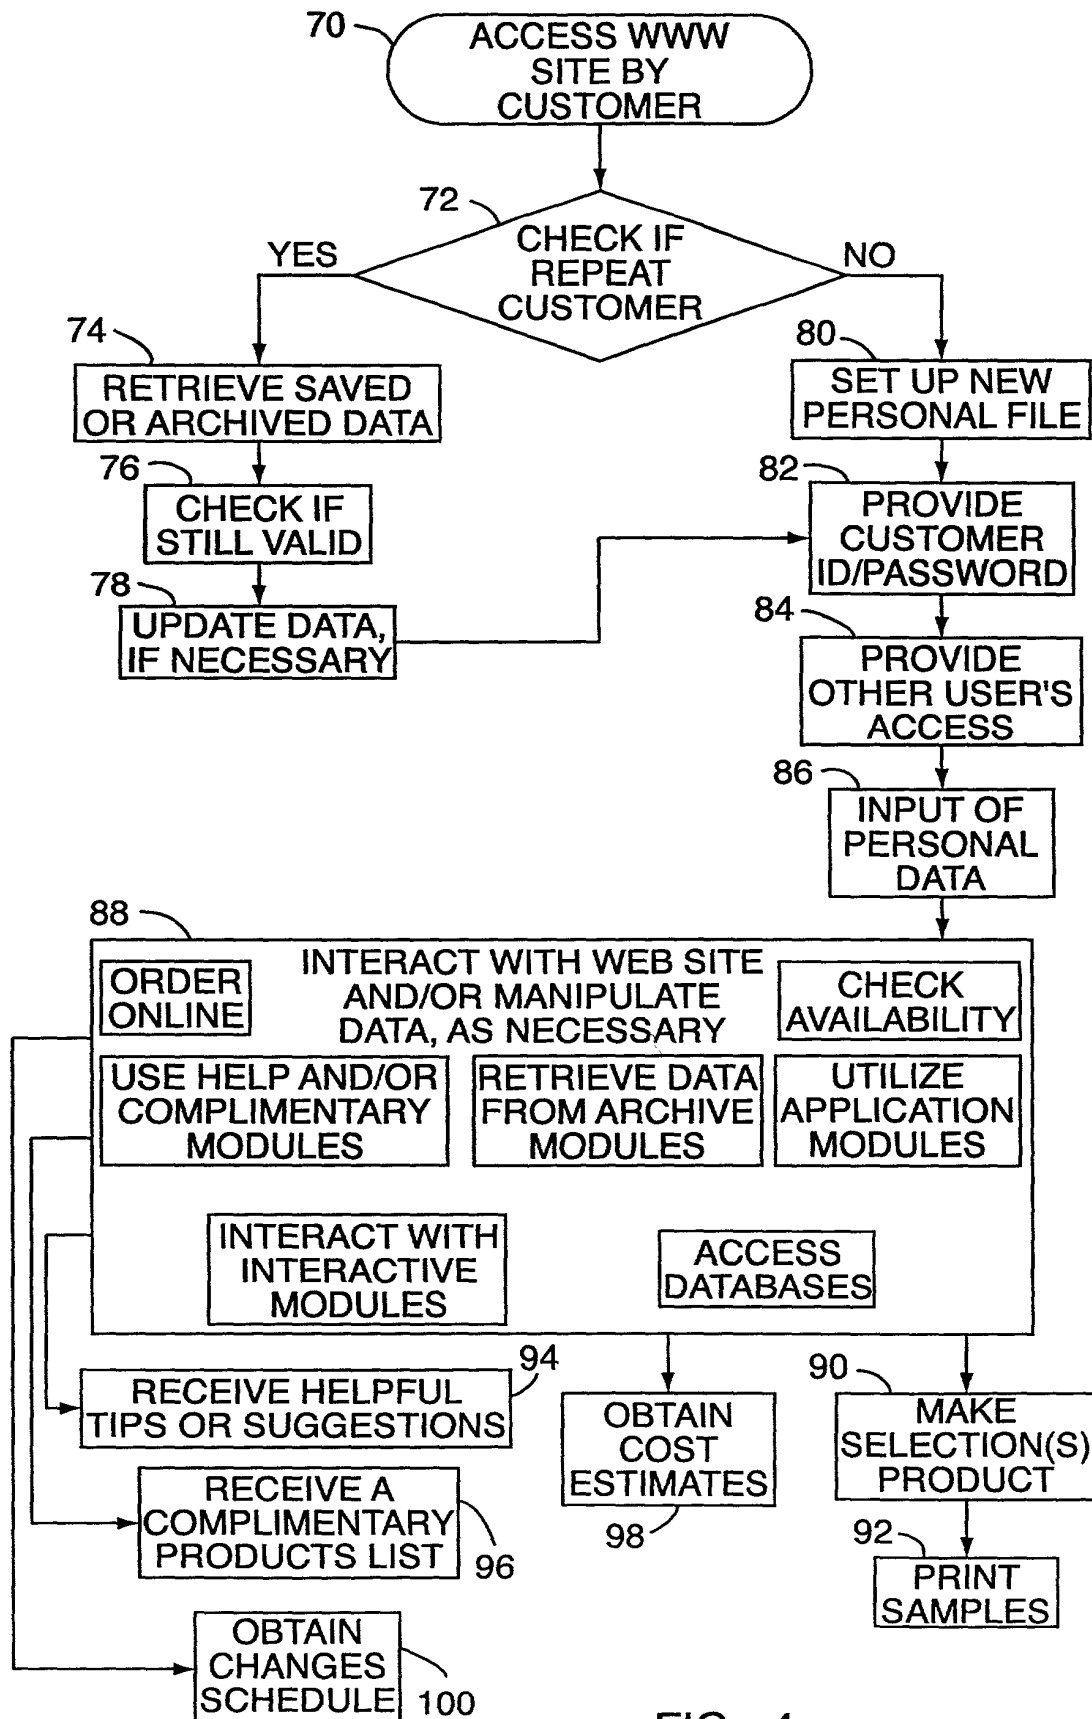 70
ACCESS WWW
SITE BY
CUSTOMER
72
CHECK IF
REPEAT
CUSTOMER
YES
NO
74
RETRIEVE SAVED
OR ARCHIVED DATA
76
CHECK IF
STILL VALID
78
UPDATE DATA,
IF NECESSARY
80
SET UP NEW
PERSONAL FILE
82
PROVIDE
CUSTOMER
ID/PASSWORD
84
PROVIDE
OTHER USER'S
ACCESS
86
INPUT OF
PERSONAL
DATA
88
INTERACT WITH WEB SITE
AND/OR MANIPULATE
DATA, AS NECESSARY
ORDER
ONLINE
CHECK
AVAILABILITY
USE HELP AND/OR
COMPLIMENTARY
MODULES
RETRIEVE DATA
FROM ARCHIVE
MODULES
UTILIZE
APPLICATION
MODULES
INTERACT WITH
INTERACTIVE
MODULES
ACCESS
DATABASES
94
RECEIVE HELPFUL
TIPS OR SUGGESTIONS
RECEIVE A
COMPLIMENTARY
PRODUCTS LIST
96
OBTAIN
COST
ESTIMATES
98
90
MAKE
SELECTION(S)
PRODUCT
92
PRINT
SAMPLES
OBTAIN
CHANGES
SCHEDULE
100